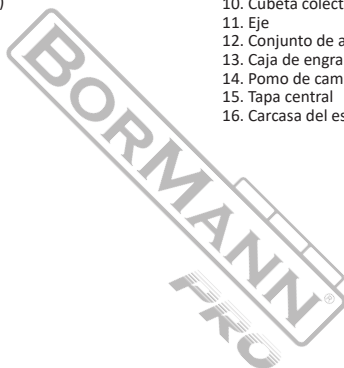 )
10. Cubeta colect
11. Eje
12. Conjunto de a
13. Caja de engra
14. Pomo de cam
15. Tapa central
16. Carcasa del es
BORMANN®
PRO